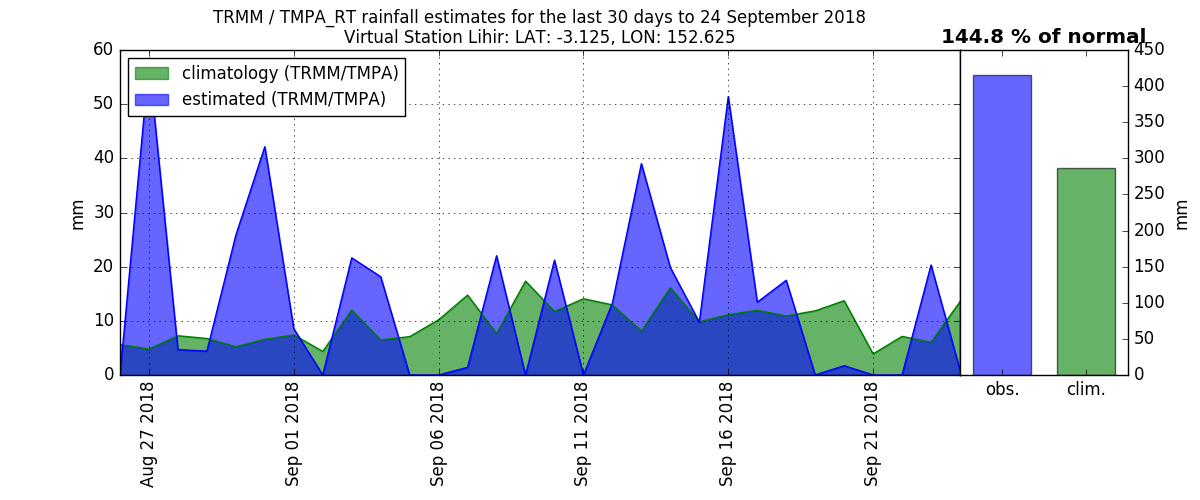 TRMM / TMPA_RT rainfall estimates for the last 30 days to 24 September 2018
Virtual Station Lihir: LAT: -3.125, LON: 152.625
144.8 % of normal
climatology (TRMM/TMPA)
estimated (TRMM/TMPA)
60
50
40
30
20
10
0
mm
Aug 27 2018
Sep 01 2018
Sep 06 2018
Sep 11 2018
Sep 16 2018
Sep 21 2018
450
400
350
300
250
200
150
100
50
0
mm
obs.
clim.